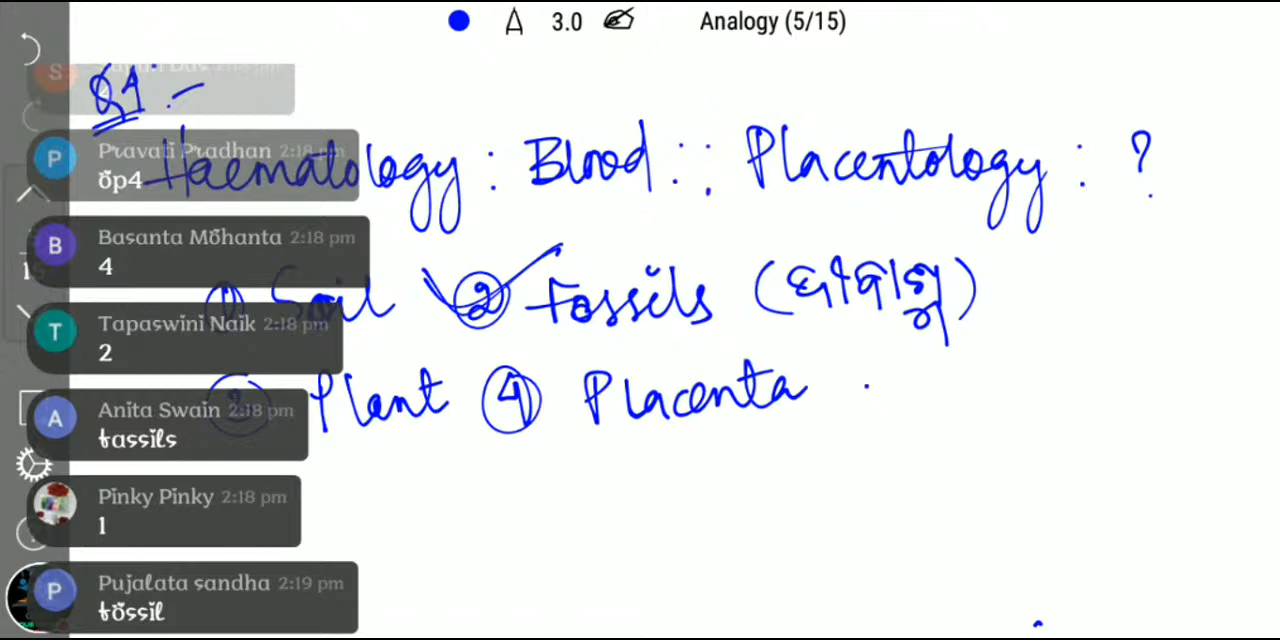 3.0 Analogy (5/15)
Q1 :-
Haematology : Blood :: Placentology : ?
① Soil ② Fossils (ଜୀବାଶ୍ମ)
Plant ④ Placenta
Pravati Pradhan 2:18 pm
op4
Basanta Mohanta 2:18 pm
4
Tapaswini Naik 2:18 pm
2
Anita Swain 2:18 pm
fassils
Pinky Pinky 2:18 pm
1
Pujalata sandha 2:19 pm
fossil